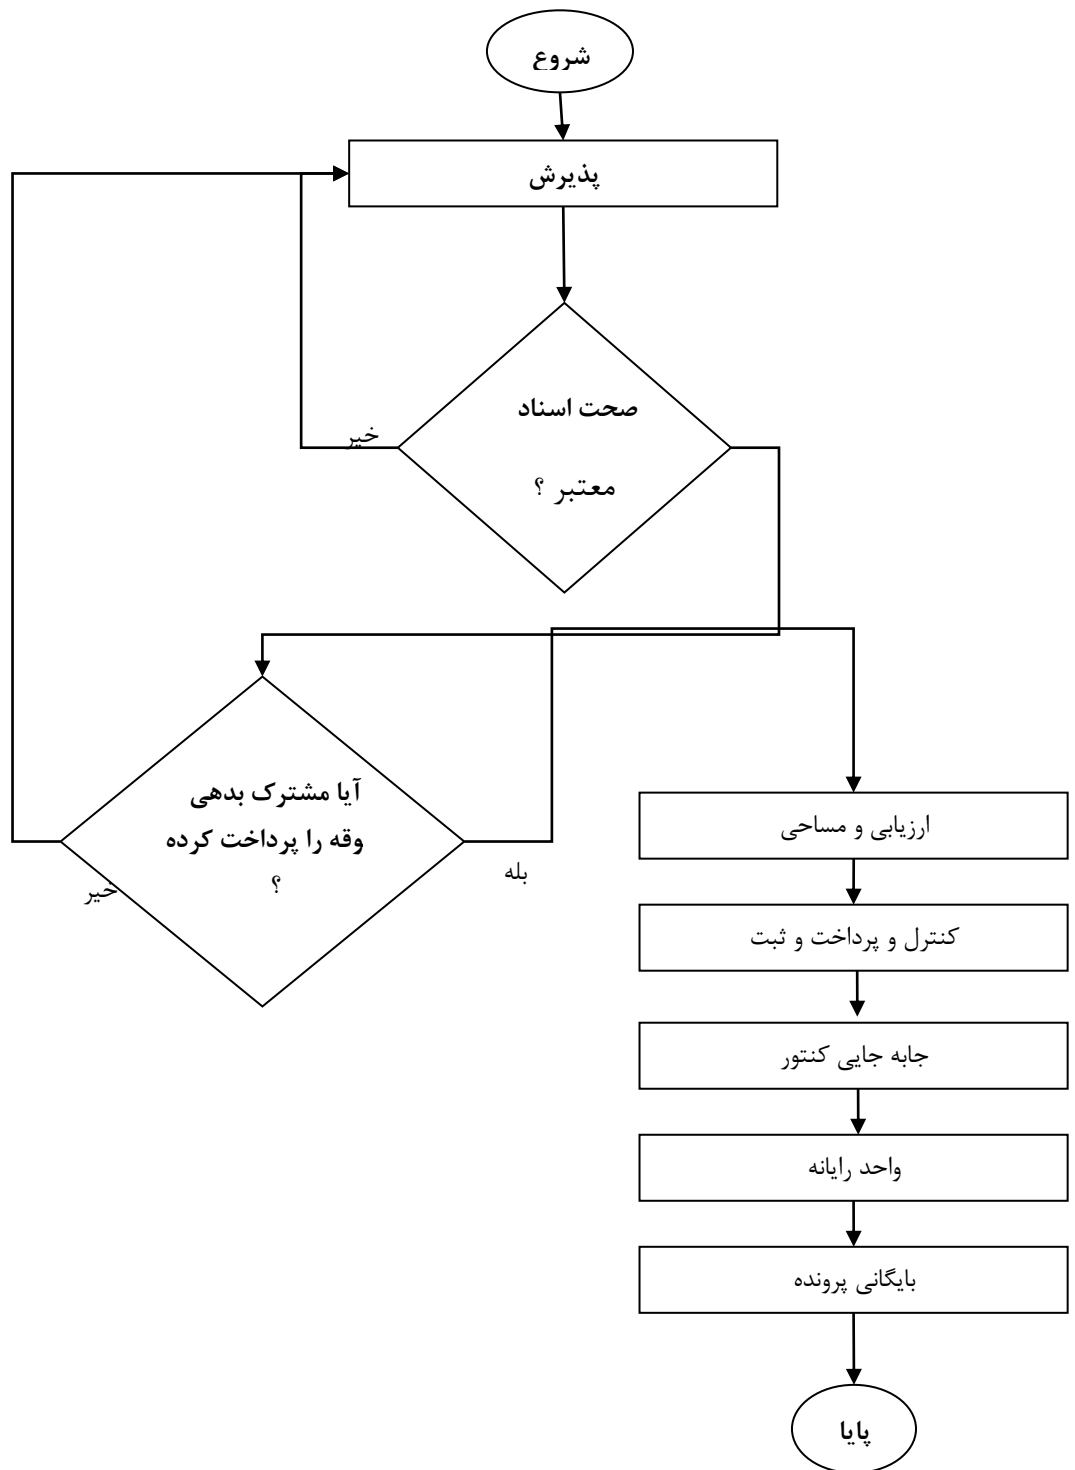 شروع
پذیرش
صحت اسناد
معتبر ؟
خیر
آیا مشترک بدهی
وقه را پرداخت کرده
؟
خیر
بله
ارزیابی و مساحی
کنترل و پرداخت و ثبت
جابه جایی کنتور
واحد رایانه
بایگانی پرونده
پایا